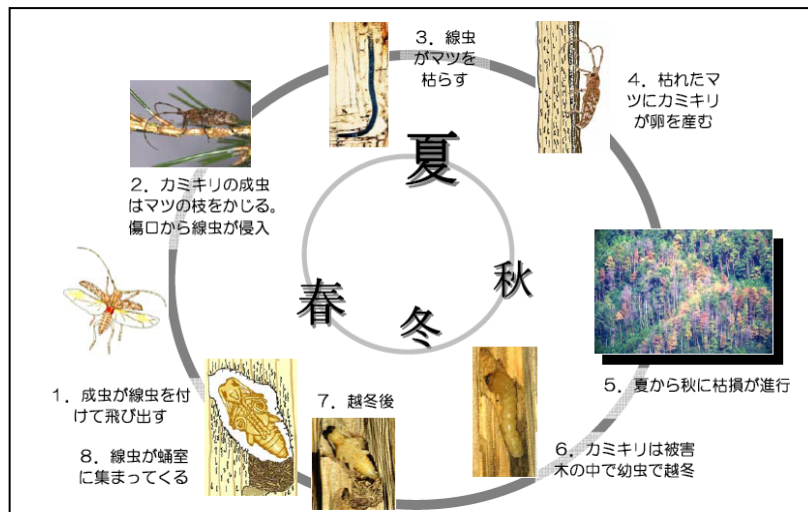 3．線虫
がマツを
枯らす
4．枯れたマ
ツにカミキリ
が卵を産む
夏
2．カミキリの成虫
はマツの枝をかじる。
傷口から線虫が侵入
秋
春
冬
1．成虫が線虫を付
けて飛び出す
7．越冬後
5．夏から秋に枯損が進行
8．線虫が蛹室
に集まってくる
6．カミキリは被害
木の中で幼虫で越冬